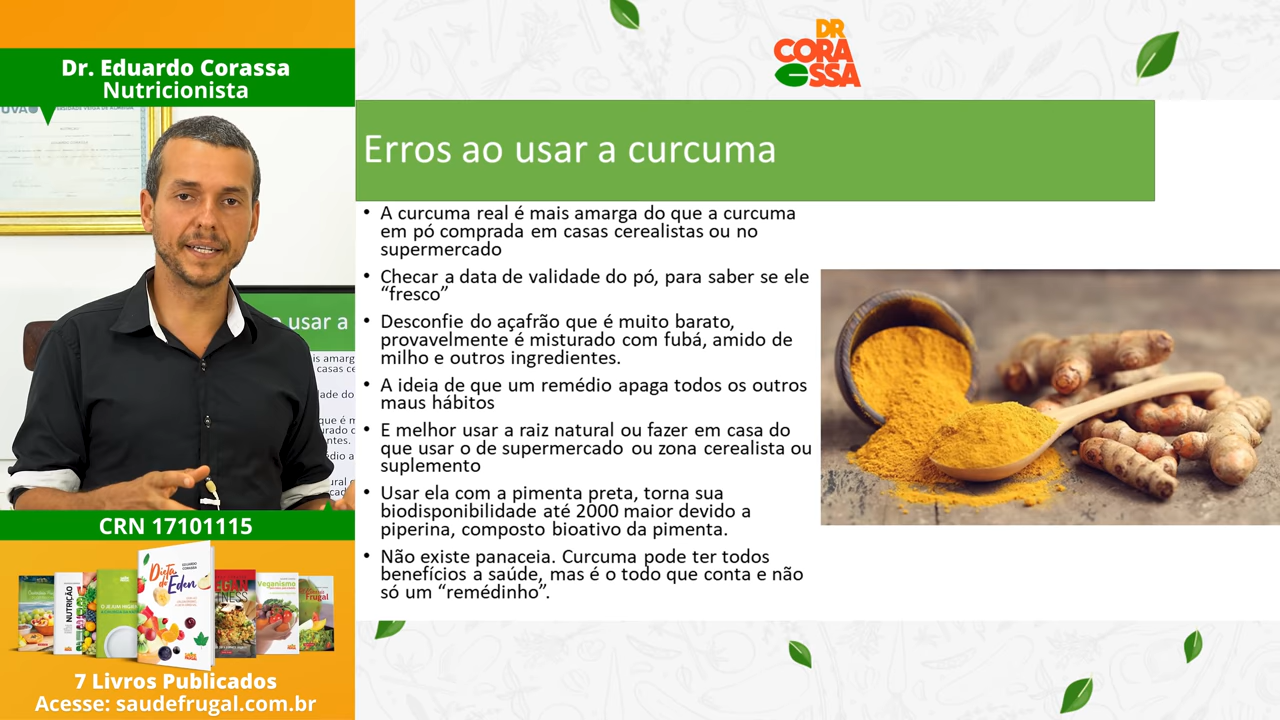 Dr. Eduardo Corassa
Nutricionista
DR
CORA
SSA
Erros ao usar a curcuma
• A curcuma real é mais amarga do que a curcuma
em pó comprada em casas cerealistas ou no
supermercado
• Checar a data de validade do pó, para saber se ele
“fresco”
• Desconfie do açafrão que é muito barato,
provavelmente é misturado com fubá, amido de
milho e outros ingredientes.
• A ideia de que um remédio apaga todos os outros
maus hábitos
• E melhor usar a raiz natural ou fazer em casa do
que usar o de supermercado ou zona cerealista ou
suplemento
• Usar ela com a pimenta preta, torna sua
biodisponibilidade até 2000 maior devido a
piperina, composto bioativo da pimenta.
• Não existe panaceia. Curcuma pode ter todos
benefícios a saúde, mas é o todo que conta e não
só um “remédinho”.
usar a
CRN 17101115
NUTRIÇÃO
Dieta
de Eden
EDUARDO
CORASSA
Veganismo
Frugal
7 Livros Publicados
Acesse: saudefrugal.com.br